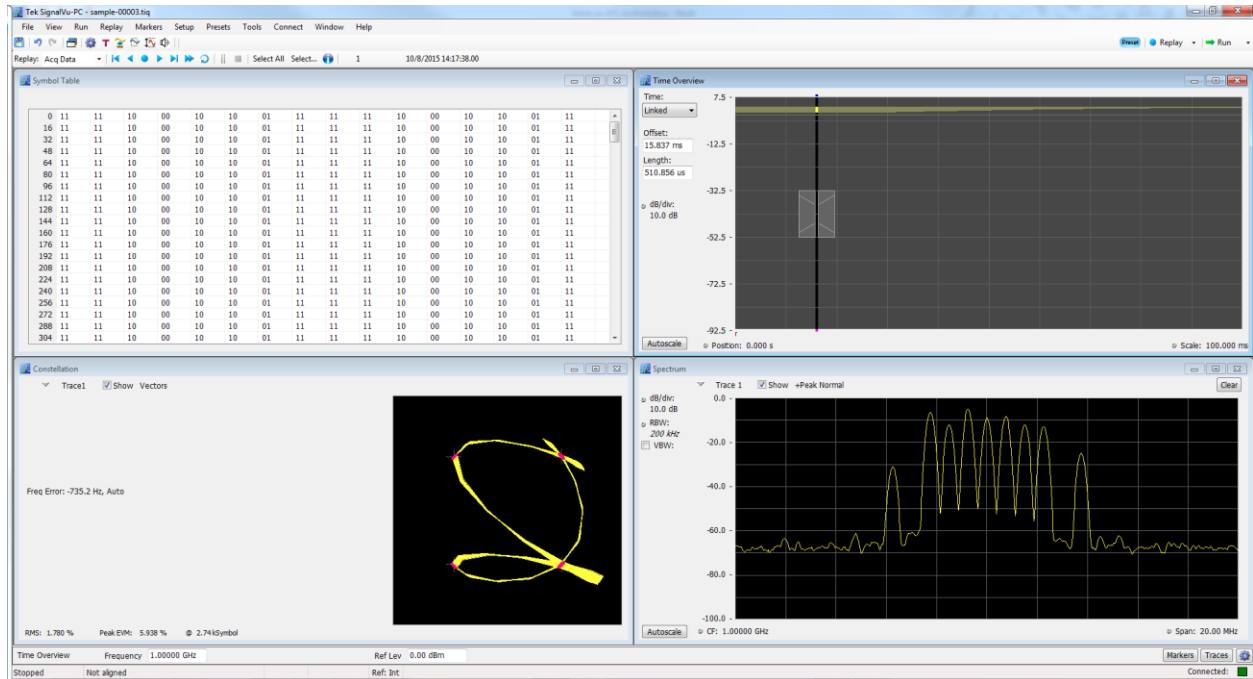 Tek SignalVu-PC - sample-00003.tiq
File View Run Replay Markers Setup Presets Tools Connect Window Help
T Preset Replay Run
Replay: Acq Data Select All Select... 1 10/8/2015 14:17:38.00
Symbol Table
0 11 11 10 00 10 10 01 11 11 11 10 00 10 10 01 11
16 11 11 10 00 10 10 01 11 11 11 10 00 10 10 01 11
32 11 11 10 00 10 10 01 11 11 11 10 00 10 10 01 11
48 11 11 10 00 10 10 01 11 11 11 10 00 10 10 01 11
64 11 11 10 00 10 10 01 11 11 11 10 00 10 10 01 11
80 11 11 10 00 10 10 01 11 11 11 10 00 10 10 01 11
96 11 11 10 00 10 10 01 11 11 11 10 00 10 10 01 11
112 11 11 10 00 10 10 01 11 11 11 10 00 10 10 01 11
128 11 11 10 00 10 10 01 11 11 11 10 00 10 10 01 11
144 11 11 10 00 10 10 01 11 11 11 10 00 10 10 01 11
160 11 11 10 00 10 10 01 11 11 11 10 00 10 10 01 11
176 11 11 10 00 10 10 01 11 11 11 10 00 10 10 01 11
192 11 11 10 00 10 10 01 11 11 11 10 00 10 10 01 11
208 11 11 10 00 10 10 01 11 11 11 10 00 10 10 01 11
224 11 11 10 00 10 10 01 11 11 11 10 00 10 10 01 11
240 11 11 10 00 10 10 01 11 11 11 10 00 10 10 01 11
256 11 11 10 00 10 10 01 11 11 11 10 00 10 10 01 11
272 11 11 10 00 10 10 01 11 11 11 10 00 10 10 01 11
288 11 11 10 00 10 10 01 11 11 11 10 00 10 10 01 11
304 11 11 10 00 10 10 01 11 11 11 10 00 10 10 01 11
Time Overview
Time:
Linked
Offset:
15.837 ms
Length:
510.856 us
dB/div:
10.0 dB
7.5
-12.5
-32.5
-52.5
-72.5
-92.5
Autoscale Position: 0.000 s Scale: 100.000 ms
Constellation
Trace1 Show Vectors
Freq Error: -735.2 Hz, Auto
RMS: 1.780 % Peak EVM: 5.938 % @ 2.74 kSymbol
Spectrum
Trace 1 Show +Peak Normal Clear
dB/div:
10.0 dB
RBW:
200 kHz
VBW:
0.0
-20.0
-40.0
-60.0
-80.0
-100.0
Autoscale CF: 1.00000 GHz Span: 20.00 MHz
Time Overview Frequency 1.00000 GHz Ref Lev 0.00 dBm Markers Traces
Stopped Not aligned Ref: Int Connected: